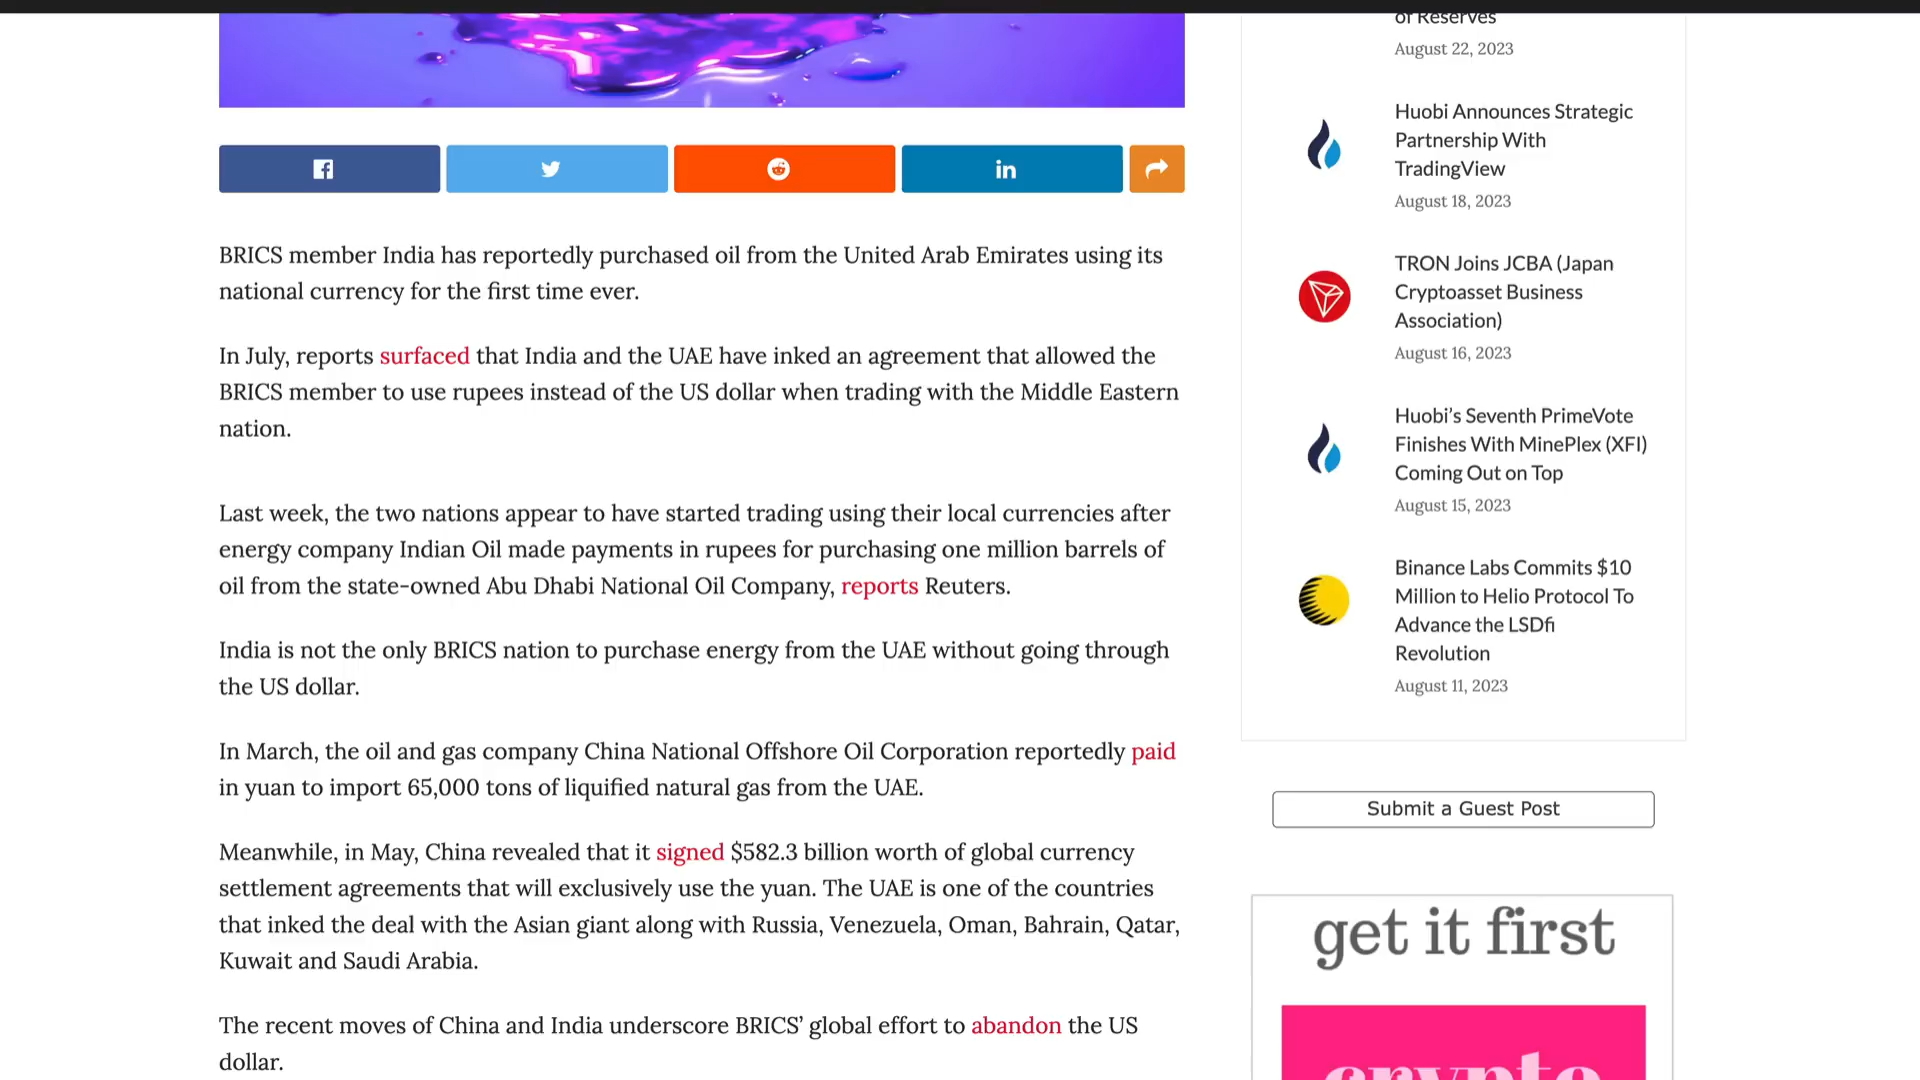 BRICS member India has reportedly purchased oil from the United Arab Emirates using its
national currency for the first time ever.
In July, reports surfaced that India and the UAE have inked an agreement that allowed the
BRICS member to use rupees instead of the US dollar when trading with the Middle Eastern
nation.
Last week, the two nations appear to have started trading using their local currencies after
energy company Indian Oil made payments in rupees for purchasing one million barrels of
oil from the state-owned Abu Dhabi National Oil Company, reports Reuters.
India is not the only BRICS nation to purchase energy from the UAE without going through
the US dollar.
In March, the oil and gas company China National Offshore Oil Corporation reportedly paid
in yuan to import 65,000 tons of liquified natural gas from the UAE.
Meanwhile, in May, China revealed that it signed $582.3 billion worth of global currency
settlement agreements that will exclusively use the yuan. The UAE is one of the countries
that inked the deal with the Asian giant along with Russia, Venezuela, Oman, Bahrain, Qatar,
Kuwait and Saudi Arabia.
The recent moves of China and India underscore BRICS’ global effort to abandon the US
dollar.
of Reserves
August 22, 2023
Huobi Announces Strategic
Partnership With
TradingView
August 18, 2023
TRON Joins JCBA (Japan
Cryptoasset Business
Association)
August 16, 2023
Huobi’s Seventh PrimeVote
Finishes With MinePlex (XFI)
Coming Out on Top
August 15, 2023
Binance Labs Commits $10
Million to Helio Protocol To
Advance the LSDfi
Revolution
August 11, 2023
Submit a Guest Post
get it first
crypto